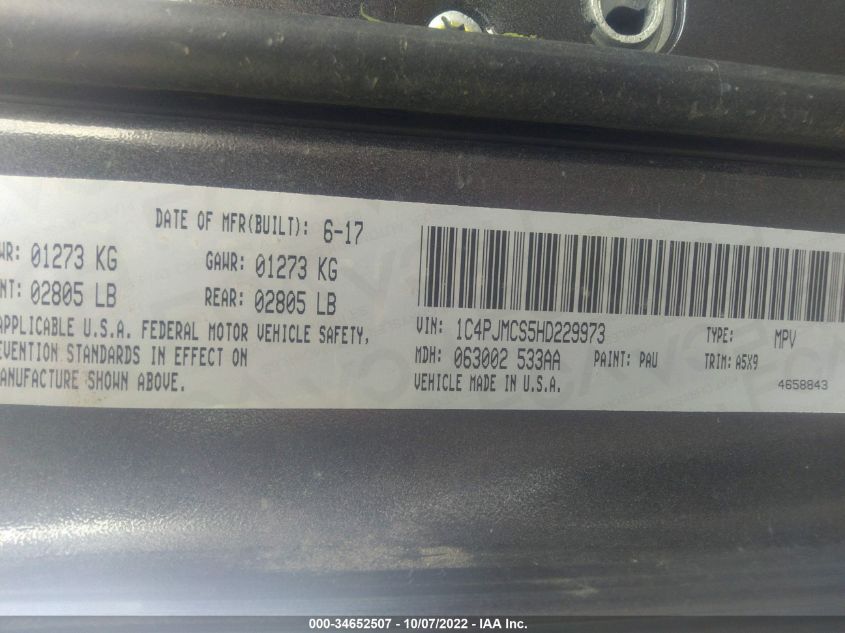 DATE OF MFR(BUILT): 6-17
WR: 01273 KG GAWR: 01273 KG
NT: 02805 LB REAR: 02805 LB
APPLICABLE U.S.A. FEDERAL MOTOR VEHICLE SAFETY,
EVENTION STANDARDS IN EFFECT ON
ANUFACTURE SHOWN ABOVE.
VIN: 1C4PJMCS5HD229973 TYPE: MPV
MDH: 063002 533AA PAINT: PAU TRIM: A5X9
VEHICLE MADE IN U.S.A. 4658843
000-34652507 - 10/07/2022 - IAAI, Inc.